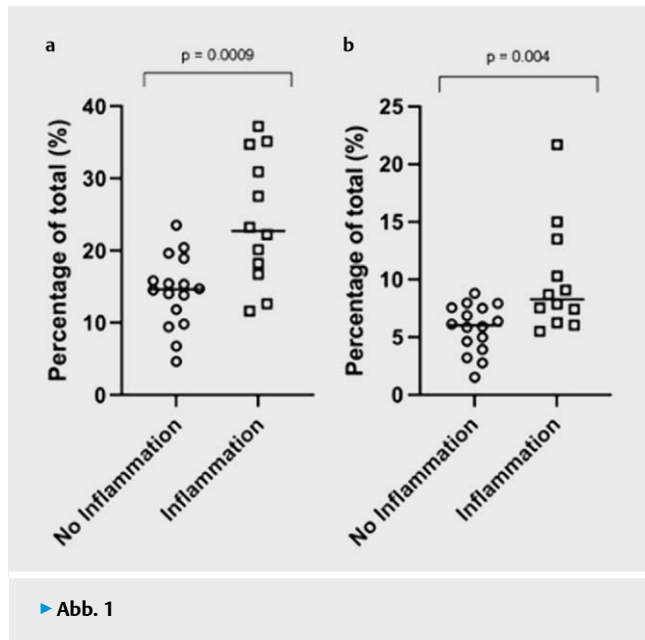 a
p = 0.0009
Percentage of total (%)
40
30
20
10
0
No Inflammation
Inflammation
b
p = 0.004
Percentage of total (%)
25
20
15
10
5
0
No Inflammation
Inflammation
► Abb. 1